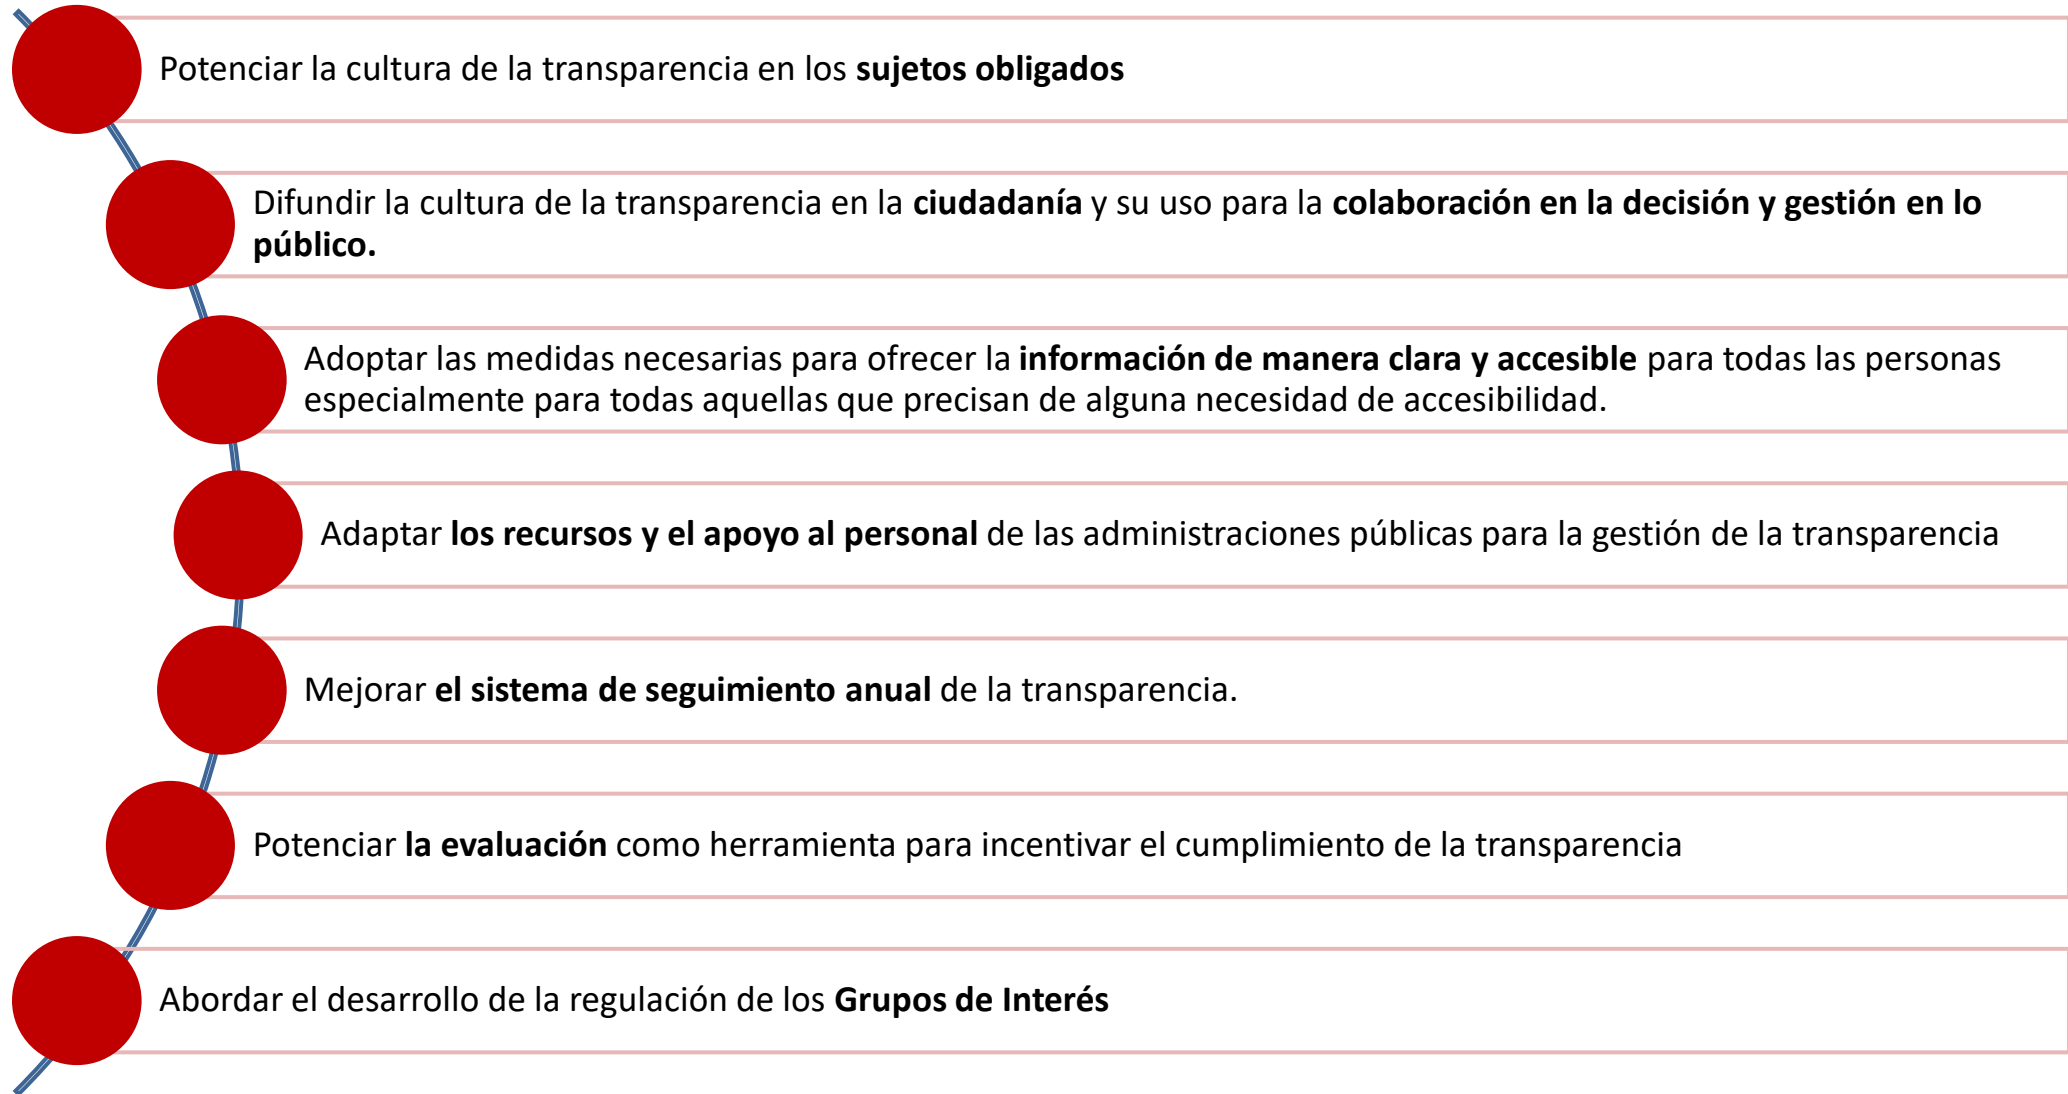 Potenciar la cultura de la transparencia en los sujetos obligados
Difundir la cultura de la transparencia en la ciudadanía y su uso para la colaboración en la decisión y gestión en lo
público.
Adoptar las medidas necesarias para ofrecer la información de manera clara y accesible para todas las personas
especialmente para todas aquellas que precisan de alguna necesidad de accesibilidad.
Adaptar los recursos y el apoyo al personal de las administraciones públicas para la gestión de la transparencia
Mejorar el sistema de seguimiento anual de la transparencia.
Potenciar la evaluación como herramienta para incentivar el cumplimiento de la transparencia
Abordar el desarrollo de la regulación de los Grupos de Interés